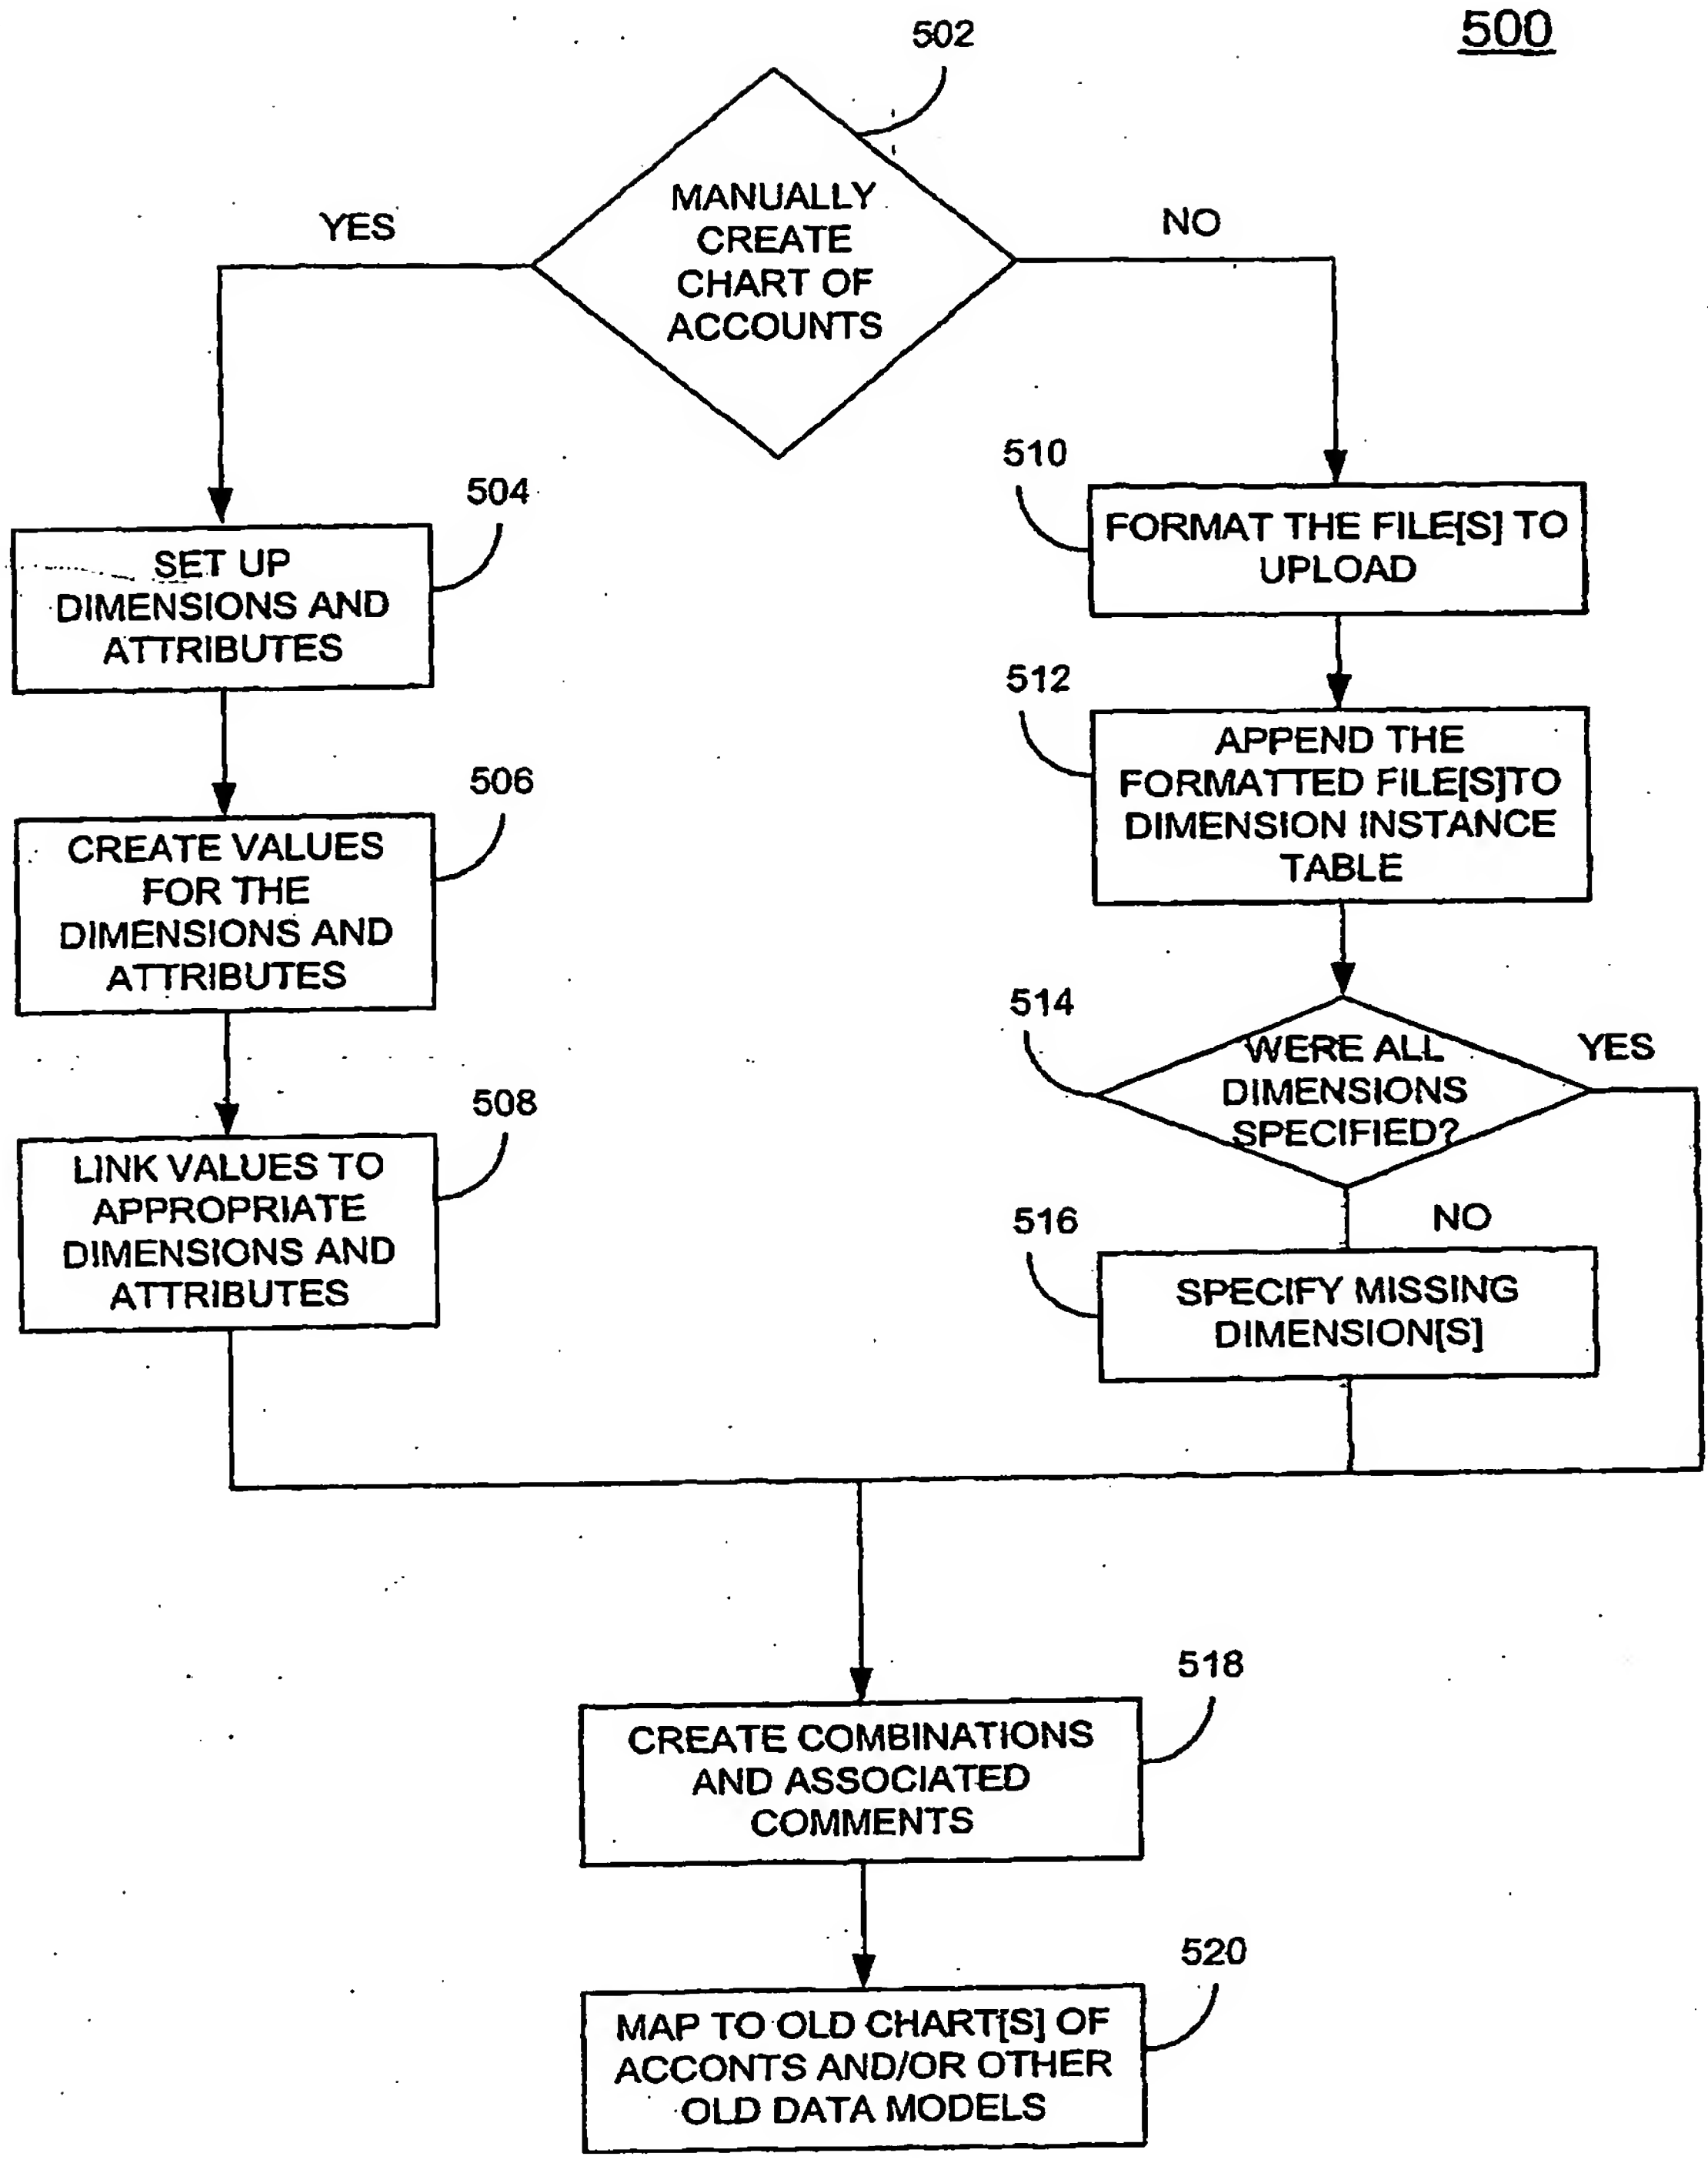 500
502
MANUALLY
CREATE
CHART OF
ACCOUNTS
YES
NO
504
SET UP
DIMENSIONS AND
ATTRIBUTES
506
CREATE VALUES
FOR THE
DIMENSIONS AND
ATTRIBUTES
508
LINK VALUES TO
APPROPRIATE
DIMENSIONS AND
ATTRIBUTES
510
FORMAT THE FILE[S] TO
UPLOAD
512
APPEND THE
FORMATTED FILE[S]TO
DIMENSION INSTANCE
TABLE
514
WERE ALL
DIMENSIONS
SPECIFIED?
YES
NO
516
SPECIFY MISSING
DIMENSION[S]
518
CREATE COMBINATIONS
AND ASSOCIATED
COMMENTS
520
MAP TO OLD CHART[S] OF
ACCONTS AND/OR OTHER
OLD DATA MODELS